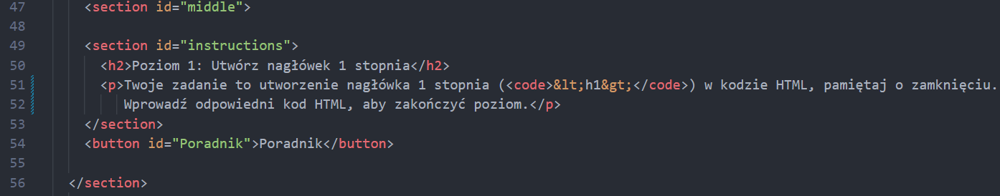 47 <section id="middle">
48
49 <section id="instructions">
50 <h2>Poziom 1: Utwórz nagłówek 1 stopnia</h2>
51 <p>Twoje zadanie to utworzenie nagłówka 1 stopnia (<code>&lt;h1&gt;</code>) w kodzie HTML, pamiętaj o zamknięciu.
52 Wprowadź odpowiedni kod HTML, aby zakończyć poziom.</p>
53 </section>
54 <button id="Poradnik">Poradnik</button>
55
56 </section>